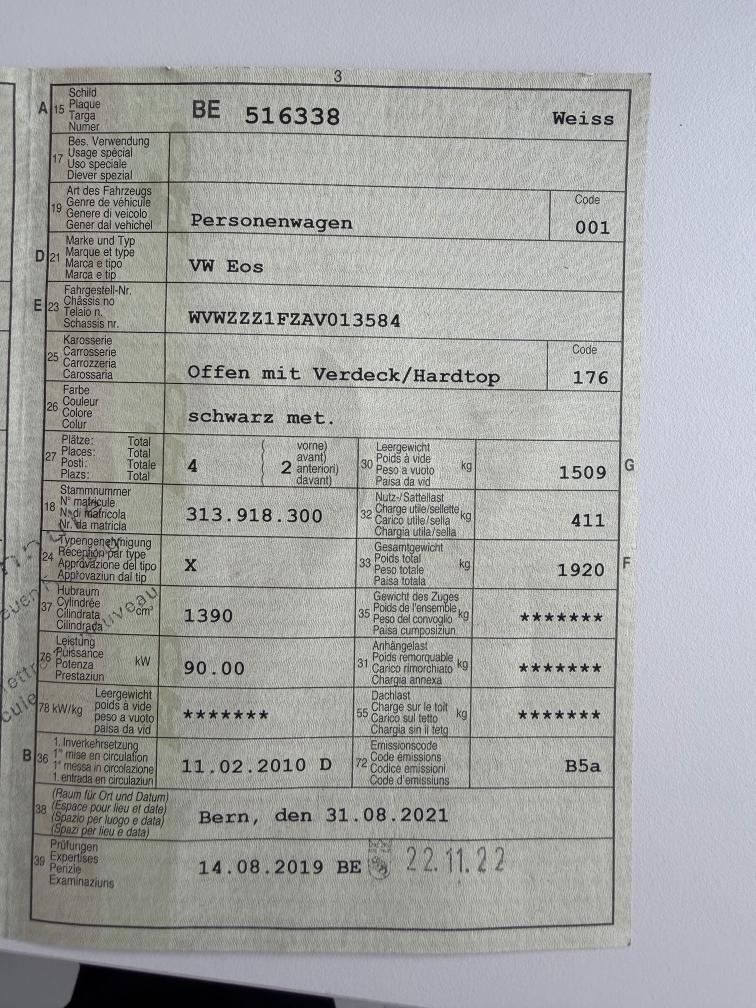 3
A 15 Schild
Plaque
Targa
Numer
BE 516338 Weiss
17 Bes. Verwendung
Usage spécial
Uso speciale
Diever spezial
19 Art des Fahrzeugs
Genre de véhicule
Genere di veicolo
Gener dal vehichel
Personenwagen
Code
001
D 21 Marke und Typ
Marque et type
Marca e tipo
Marca e tip
VW Eos
E 23 Fahrgestell-Nr.
Châssis no
Telaio n.
Schassis nr.
WVWZZZ1FZAV013584
25 Karosserie
Carrosserie
Carrozzeria
Carossaria
Offen mit Verdeck/Hardtop
Code
176
26 Farbe
Couleur
Colore
Colur
schwarz met.
27 Plätze: Total
Places: Total
Posti: Totale
Plazs: Total
4
2 vorne)
avant)
anteriori)
davant)
30 Leergewicht
Poids à vide
Peso a vuoto
Paisa da vid
kg
1509 G
18 Stammnummer
N° matricule
N. di matricola
Nr. da matricla
313.918.300
32 Nutz-/Sattellast
Charge utile/sellette
Carico utile/sella
Chargia utila/sella
kg
411
24 Typengenehmigung
Réception par type
Approvazione del tipo
Approvaziun dal tip
X
33 Gesamtgewicht
Poids total
Peso totale
Paisa totala
kg
1920 F
37 Hubraum
Cylindrée
Cilindrata
Cilindrada
cm³
1390
35 Gewicht des Zuges
Poids de l'ensemble
Peso del convoglio
Paisa cumposiziun
kg
*******
76 Leistung
Puissance
Potenza
Prestaziun
kW
90.00
31 Anhängelast
Poids remorquable
Carico rimorchiato
Chargia annexa
kg
*******
78 kW/kg Leergewicht
poids à vide
peso a vuoto
paisa da vid
*******
55 Dachlast
Charge sur le toit
Carico sul tetto
Chargia sin il tetg
kg
*******
B 36 1. Inverkehrsetzung
1re mise en circulation
1a messa in circolazione
1. entrada en circulaziun
11.02.2010 D
72 Emissionscode
Code émissions
Codice emissioni
Code d'emissiuns
B5a
38 (Raum für Ort und Datum)
(Espace pour lieu et date)
(Spazio per luogo e data)
(Spazi per lieu e data)
Bern, den 31.08.2021
39 Prüfungen
Expertises
Perizie
Examinaziuns
14.08.2019 BE 22.11.22